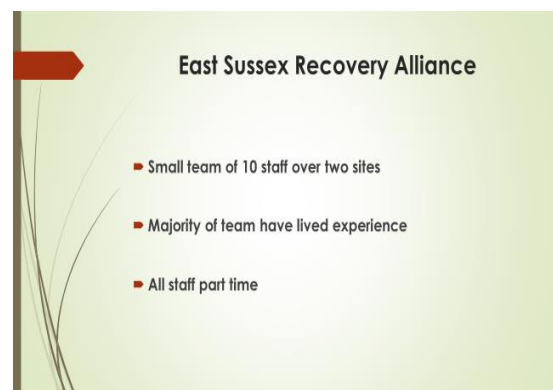 East Sussex Recovery Alliance
Small team of 10 staff over two sites
Majority of team have lived experience
All staff part time